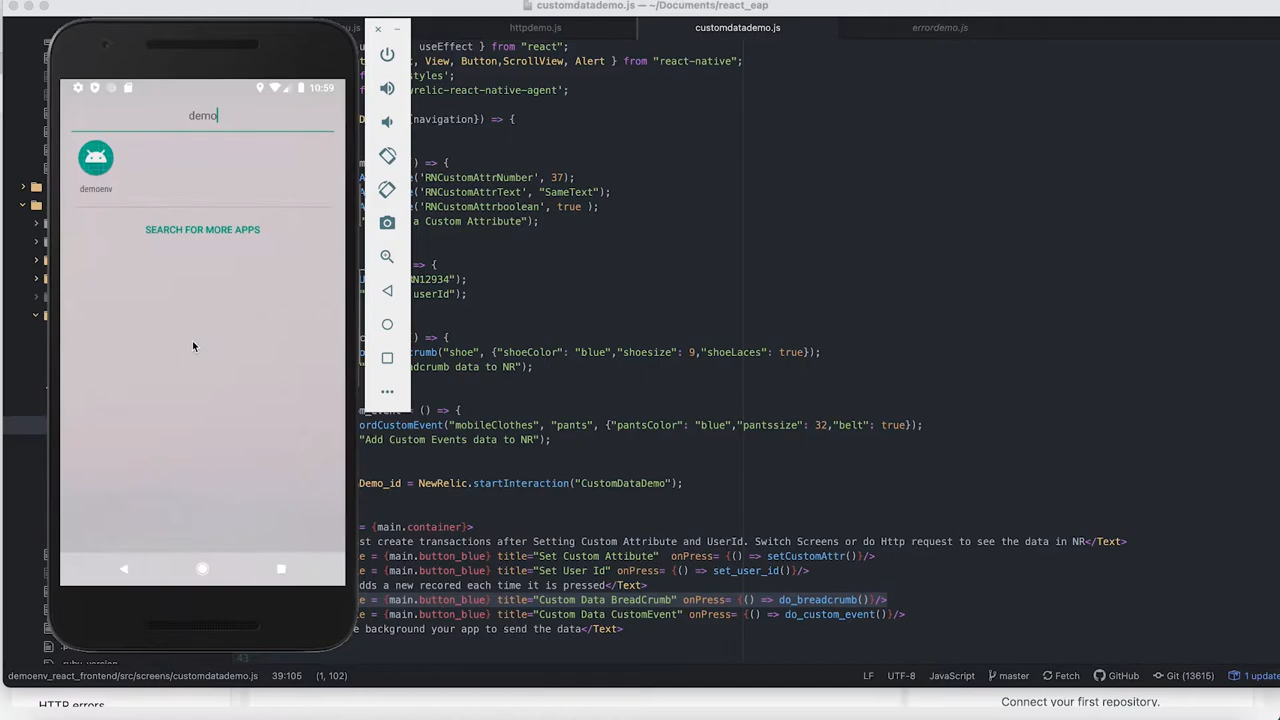 customdatademo.js — ~/Documents/react_eap
httpdemo.js
customdatademo.js
errordemo.js
useEffect } from "react";
, View, Button,ScrollView, Alert } from "react-native";
styles';
wrelic-react-native-agent';
{navigation}) => {
) => {
('RNCustomAttrNumber', 37);
('RNCustomAttrText", "SameText");
('RNCustomAttrboolean', true );
a Custom Attribute");
=> {
RN12934");
userId");
) => {
crumb("shoe", {"shoeColor": "blue","shoesize": 9,"shoeLaces": true});
adcrumb data to NR");
m_event = () => {
ordCustomEvent("mobileClothes", "pants", {"pantsColor": "blue","pantssize": 32,"belt": true});
"Add Custom Events data to NR");
Demo_id = NewRelic.startInteraction("CustomDataDemo");
= {main.container}>
st create transactions after Setting Custom Attribute and UserId. Switch Screens or do Http request to see the data in NR</Text>
e = {main.button_blue} title="Set Custom Attibute" onPress= {() => setCustomAttr()}/>
e = {main.button_blue} title="Set User Id" onPress= {() => set_user_id()}/>
dds a new recored each time it is pressed</Text>
e = {main.button_blue} title="Custom Data BreadCrumb" onPress= {() => do_breadcrumb()}/>
e = {main.button_blue} title="Custom Data CustomEvent" onPress= {() => do_custom_event()}/>
e background your app to send the data</Text>
43
10:59
demo
demoenv
SEARCH FOR MORE APPS
demoenv_react_frontend/src/screens/customdatademo.js 39:105 (1, 102)
LF UTF-8 JavaScript master Fetch GitHub Git (13615) 1 update
HTTP errors
Connect your first repository.